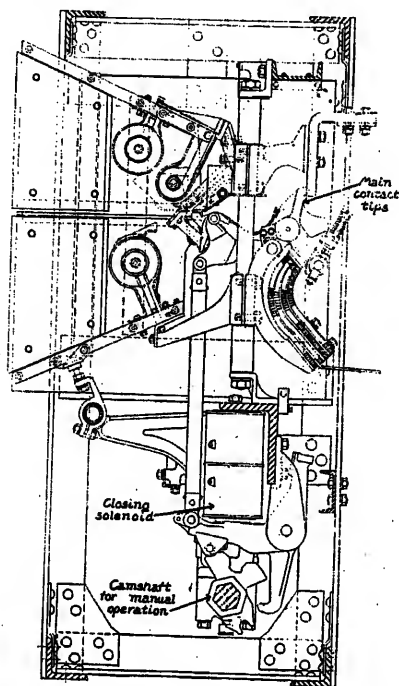 Main
contact
tips
Closing
solenoid
Camshaft
for manual
operation